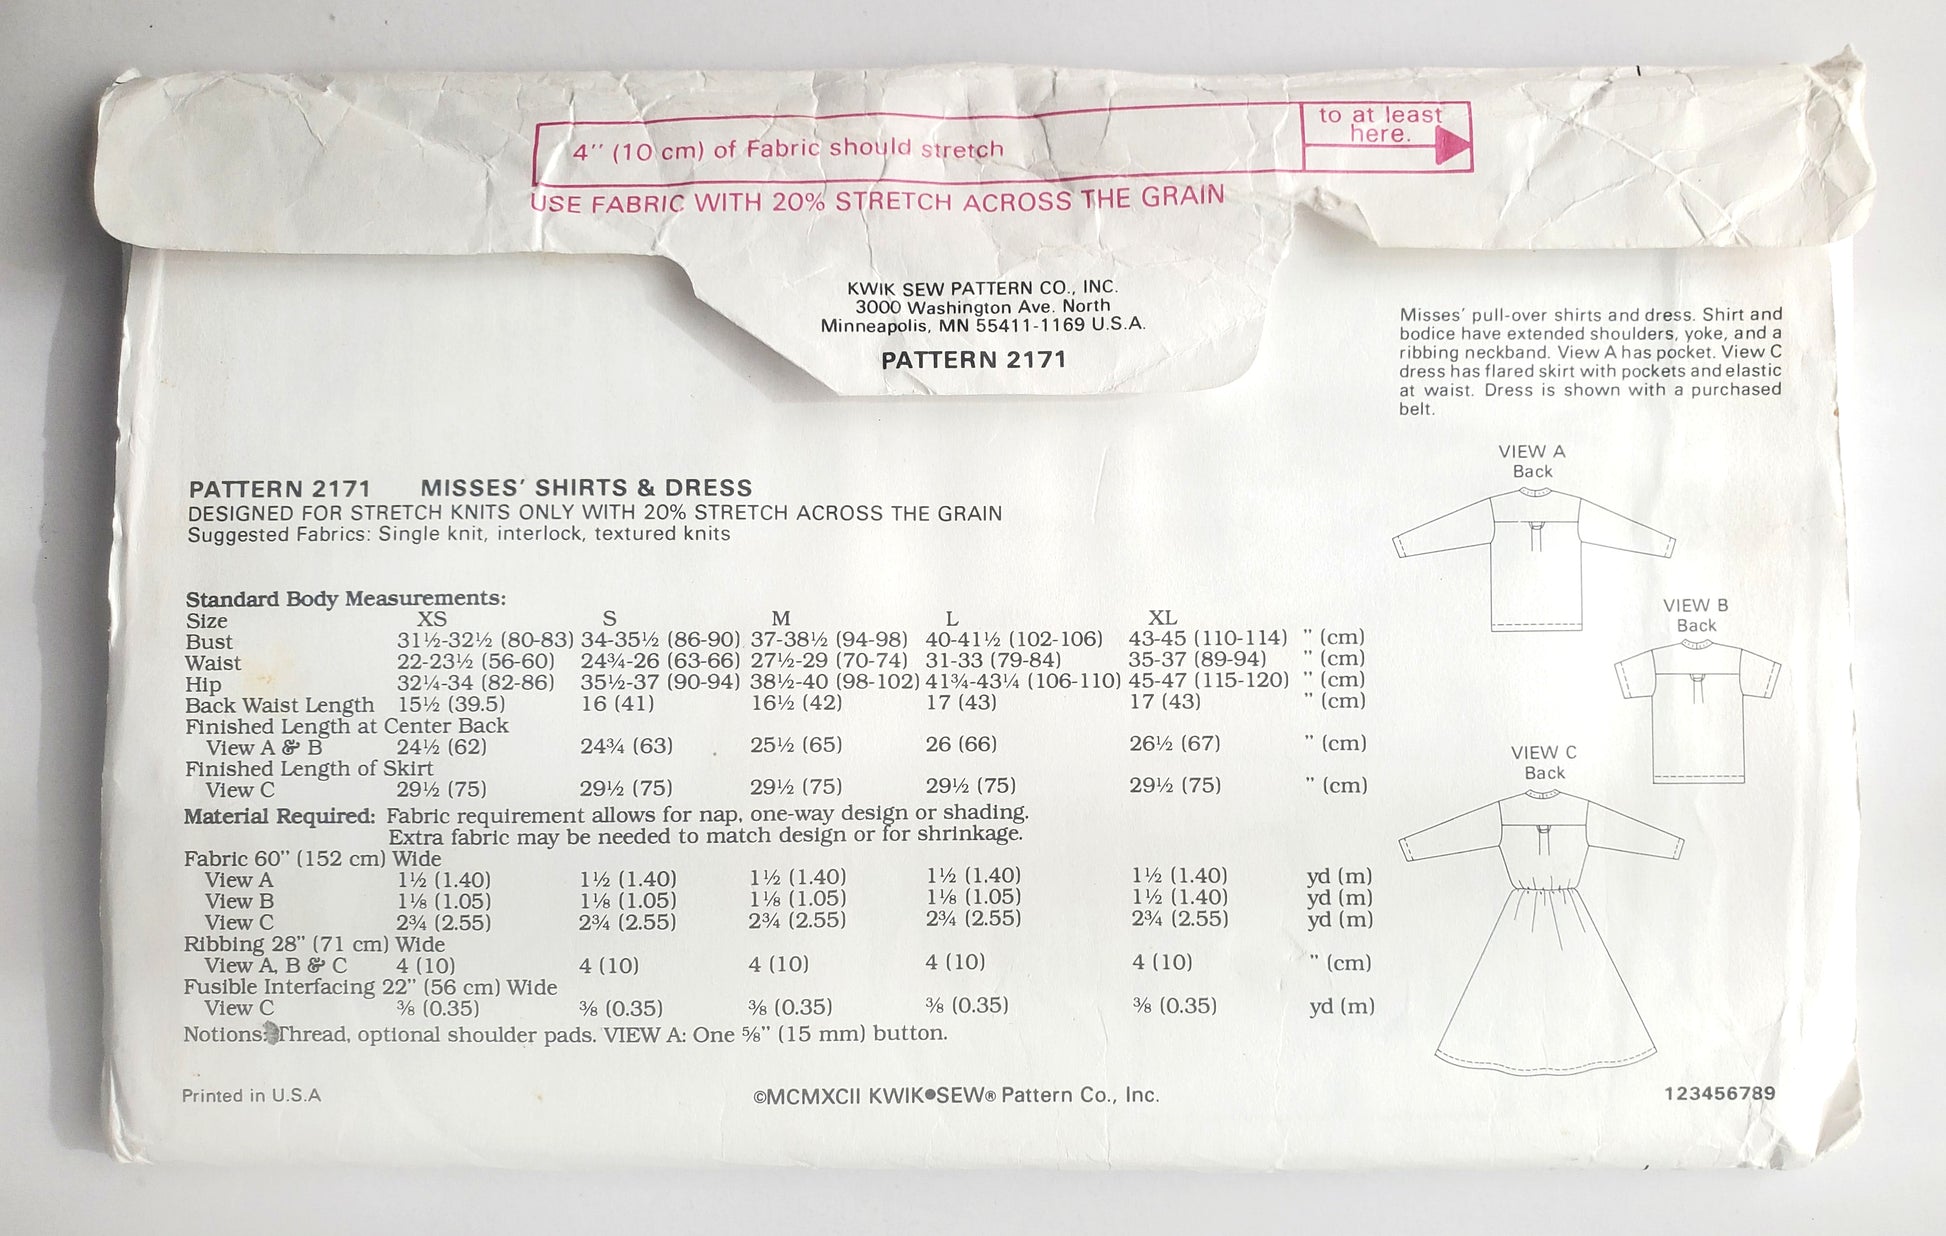 4" (10 cm) of Fabric should stretch
to at least
here.
USE FABRIC WITH 20% STRETCH ACROSS THE GRAIN
KWIK SEW PATTERN CO., INC.
3000 Washington Ave. North
Minneapolis, MN 55411-1169 U.S.A.
PATTERN 2171
Misses' pull-over shirts and dress. Shirt and
bodice have extended shoulders, yoke, and a
ribbing neckband. View A has pocket. View C
dress has flared skirt with pockets and elastic
at waist. Dress is shown with a purchased
belt.
VIEW A
Back
VIEW B
Back
VIEW C
Back
PATTERN 2171 MISSES' SHIRTS & DRESS
DESIGNED FOR STRETCH KNITS ONLY WITH 20% STRETCH ACROSS THE GRAIN
Suggested Fabrics: Single knit, interlock, textured knits
Standard Body Measurements:
Size XS S M L XL
Bust 31½-32½ (80-83) 34-35½ (86-90) 37-38½ (94-98) 40-41½ (102-106) 43-45 (110-114) " (cm)
Waist 22-23½ (56-60) 24¾-26 (63-66) 27½-29 (70-74) 31-33 (79-84) 35-37 (89-94) " (cm)
Hip 32¼-34 (82-86) 35½-37 (90-94) 38½-40 (98-102) 41¾-43¼ (106-110) 45-47 (115-120) " (cm)
Back Waist Length 15½ (39.5) 16 (41) 16½ (42) 17 (43) 17 (43) " (cm)
Finished Length at Center Back
View A & B 24½ (62) 24¾ (63) 25½ (65) 26 (66) 26½ (67) " (cm)
Finished Length of Skirt
View C 29½ (75) 29½ (75) 29½ (75) 29½ (75) 29½ (75) " (cm)
Material Required: Fabric requirement allows for nap, one-way design or shading.
Extra fabric may be needed to match design or for shrinkage.
Fabric 60" (152 cm) Wide
View A 1½ (1.40) 1½ (1.40) 1½ (1.40) 1½ (1.40) 1½ (1.40) yd (m)
View B 1⅛ (1.05) 1⅛ (1.05) 1⅛ (1.05) 1⅛ (1.05) 1½ (1.40) yd (m)
View C 2¾ (2.55) 2¾ (2.55) 2¾ (2.55) 2¾ (2.55) 2¾ (2.55) yd (m)
Ribbing 28" (71 cm) Wide
View A, B & C 4 (10) 4 (10) 4 (10) 4 (10) 4 (10) " (cm)
Fusible Interfacing 22" (56 cm) Wide
View C ⅜ (0.35) ⅜ (0.35) ⅜ (0.35) ⅜ (0.35) ⅜ (0.35) yd (m)
Notions: Thread, optional shoulder pads. VIEW A: One ⅝" (15 mm) button.
Printed in U.S.A
©MCMXCII KWIK●SEW® Pattern Co., Inc.
123456789